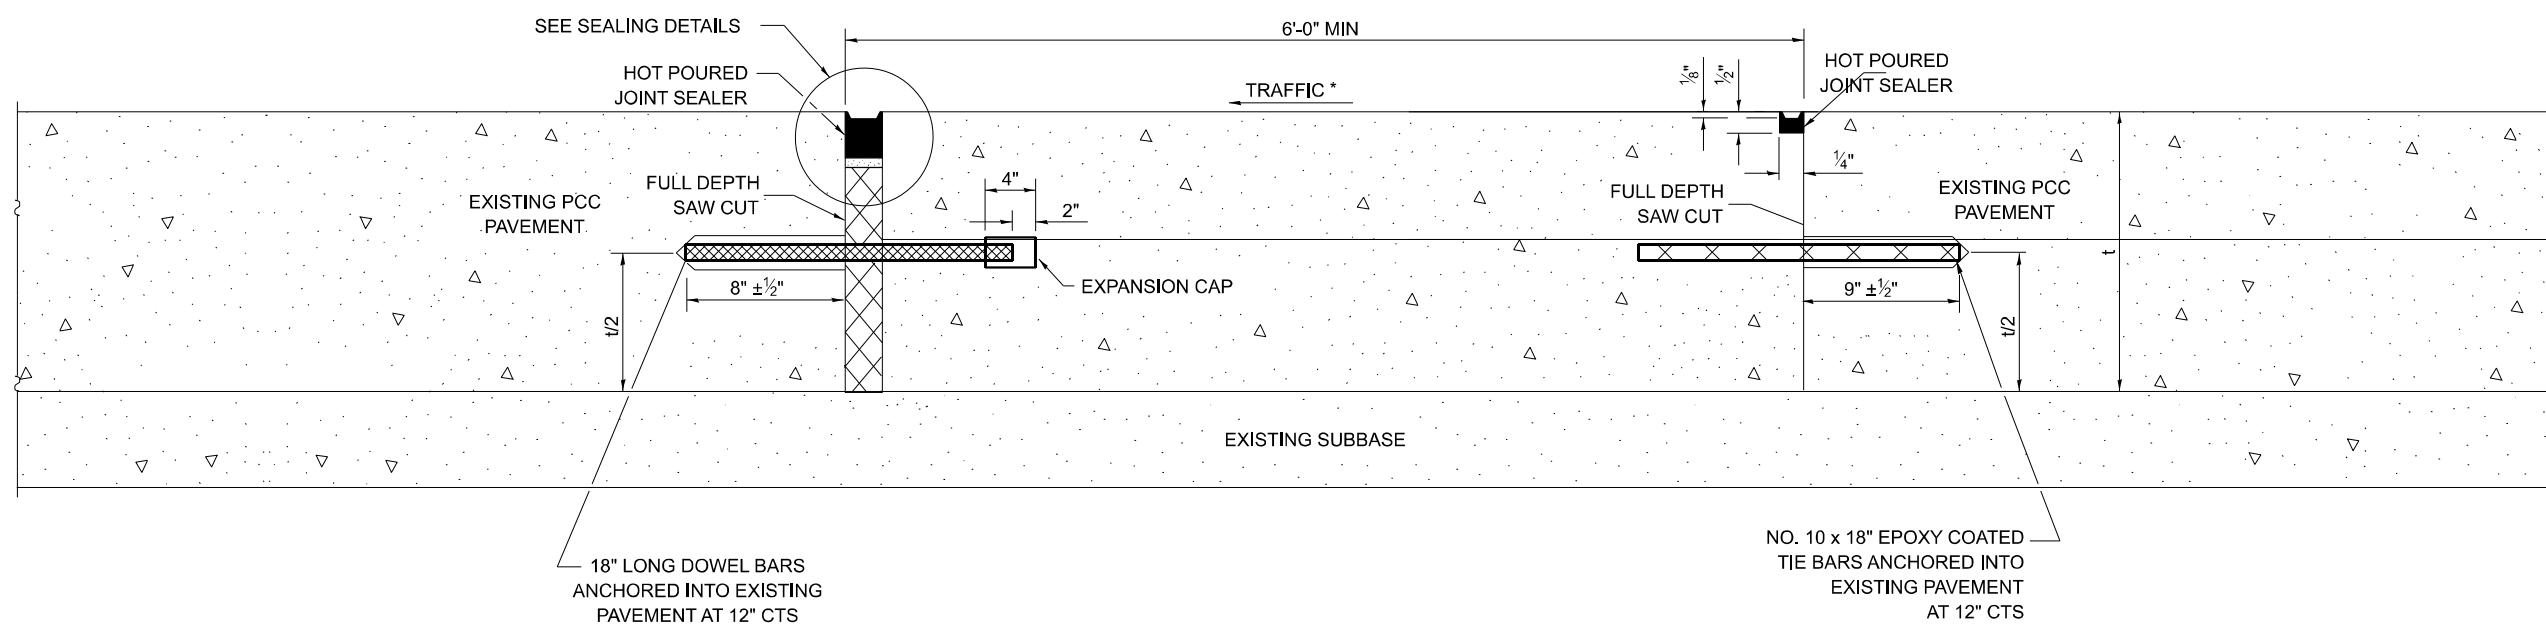 SEE SEALING DETAILS
6'-0" MIN
HOT POURED
JOINT SEALER
TRAFFIC *
⅛"
½"
HOT POURED
JOINT SEALER
EXISTING PCC
PAVEMENT
FULL DEPTH
SAW CUT
4"
2"
¼"
FULL DEPTH
SAW CUT
EXISTING PCC
PAVEMENT
8" ±½"
EXPANSION CAP
9" ±½"
t
t/2
t/2
EXISTING SUBBASE
18" LONG DOWEL BARS
ANCHORED INTO EXISTING
PAVEMENT AT 12" CTS
NO. 10 x 18" EPOXY COATED
TIE BARS ANCHORED INTO
EXISTING PAVEMENT
AT 12" CTS